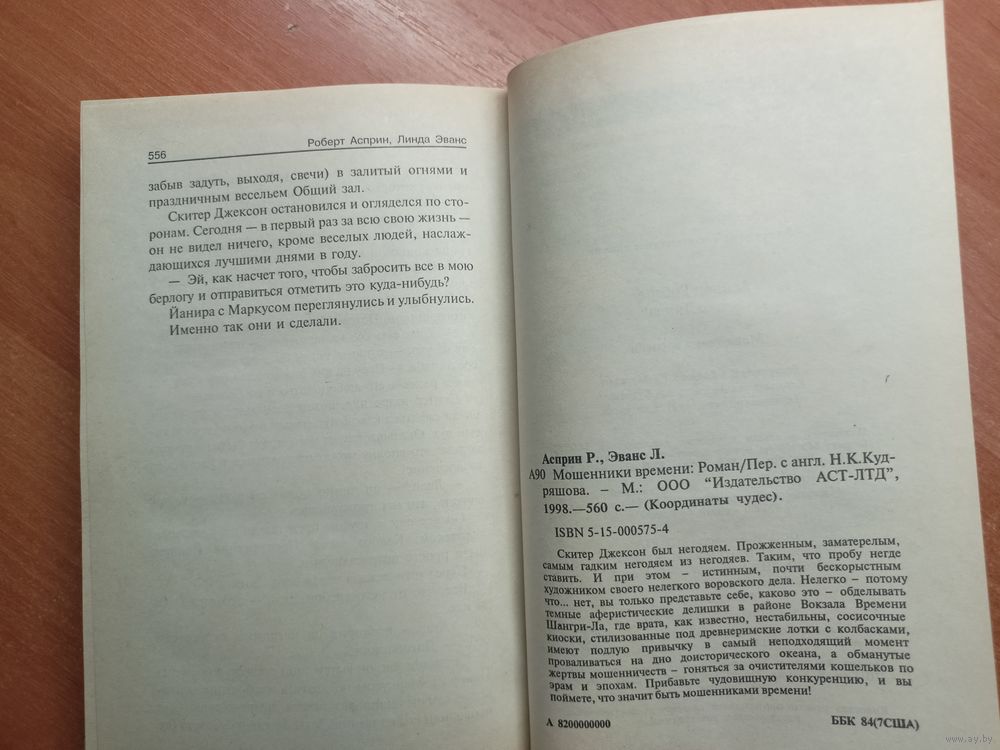 556
Роберт Асприн, Линда Эванс
забыв задуть, выходя, свечи) в залитый огнями и
праздничным весельем Общий зал.
Скитер Джексон остановился и огляделся по сто-
ронам. Сегодня — в первый раз за всю свою жизнь —
он не видел ничего, кроме веселых людей, наслаж-
дающихся лучшими днями в году.
— Эй, как насчет того, чтобы забросить все в мою
берлогу и отправиться отметить это куда-нибудь?
Йанира с Маркусом переглянулись и улыбнулись.
Именно так они и сделали.
Асприн Р., Эванс Л.
А90 Мошенники времени: Роман/Пер. с англ. Н.К.Куд-
ряшова. – М.: ООО “Издательство АСТ-ЛТД”,
1998.—560 с.— (Координаты чудес).
ISBN 5-15-000575-4
Скитер Джексон был негодяем. Прожженным, заматерелым,
самым гадким негодяем из негодяев. Таким, что пробу негде
ставить. И при этом – истинным, почти бескорыстным
художником своего нелегкого воровского дела. Нелегко – потому
что... нет, вы только представьте себе, каково это – обделывать
темные аферистические делишки в районе Вокзала Времени
Шангри-Ла, где врата, как известно, нестабильны, сосисочные
киоски, стилизованные под древнеримские лотки с колбасками,
имеют подлую привычку в самый неподходящий момент
проваливаться на дно доисторического океана, а обманутые
жертвы мошенничеств – гоняться за очистителями кошельков по
эрам и эпохам. Прибавьте чудовищную конкуренцию, и вы
поймете, что значит быть мошенниками времени!
А 8200000000
ББК 84(7США)
www.ay.by